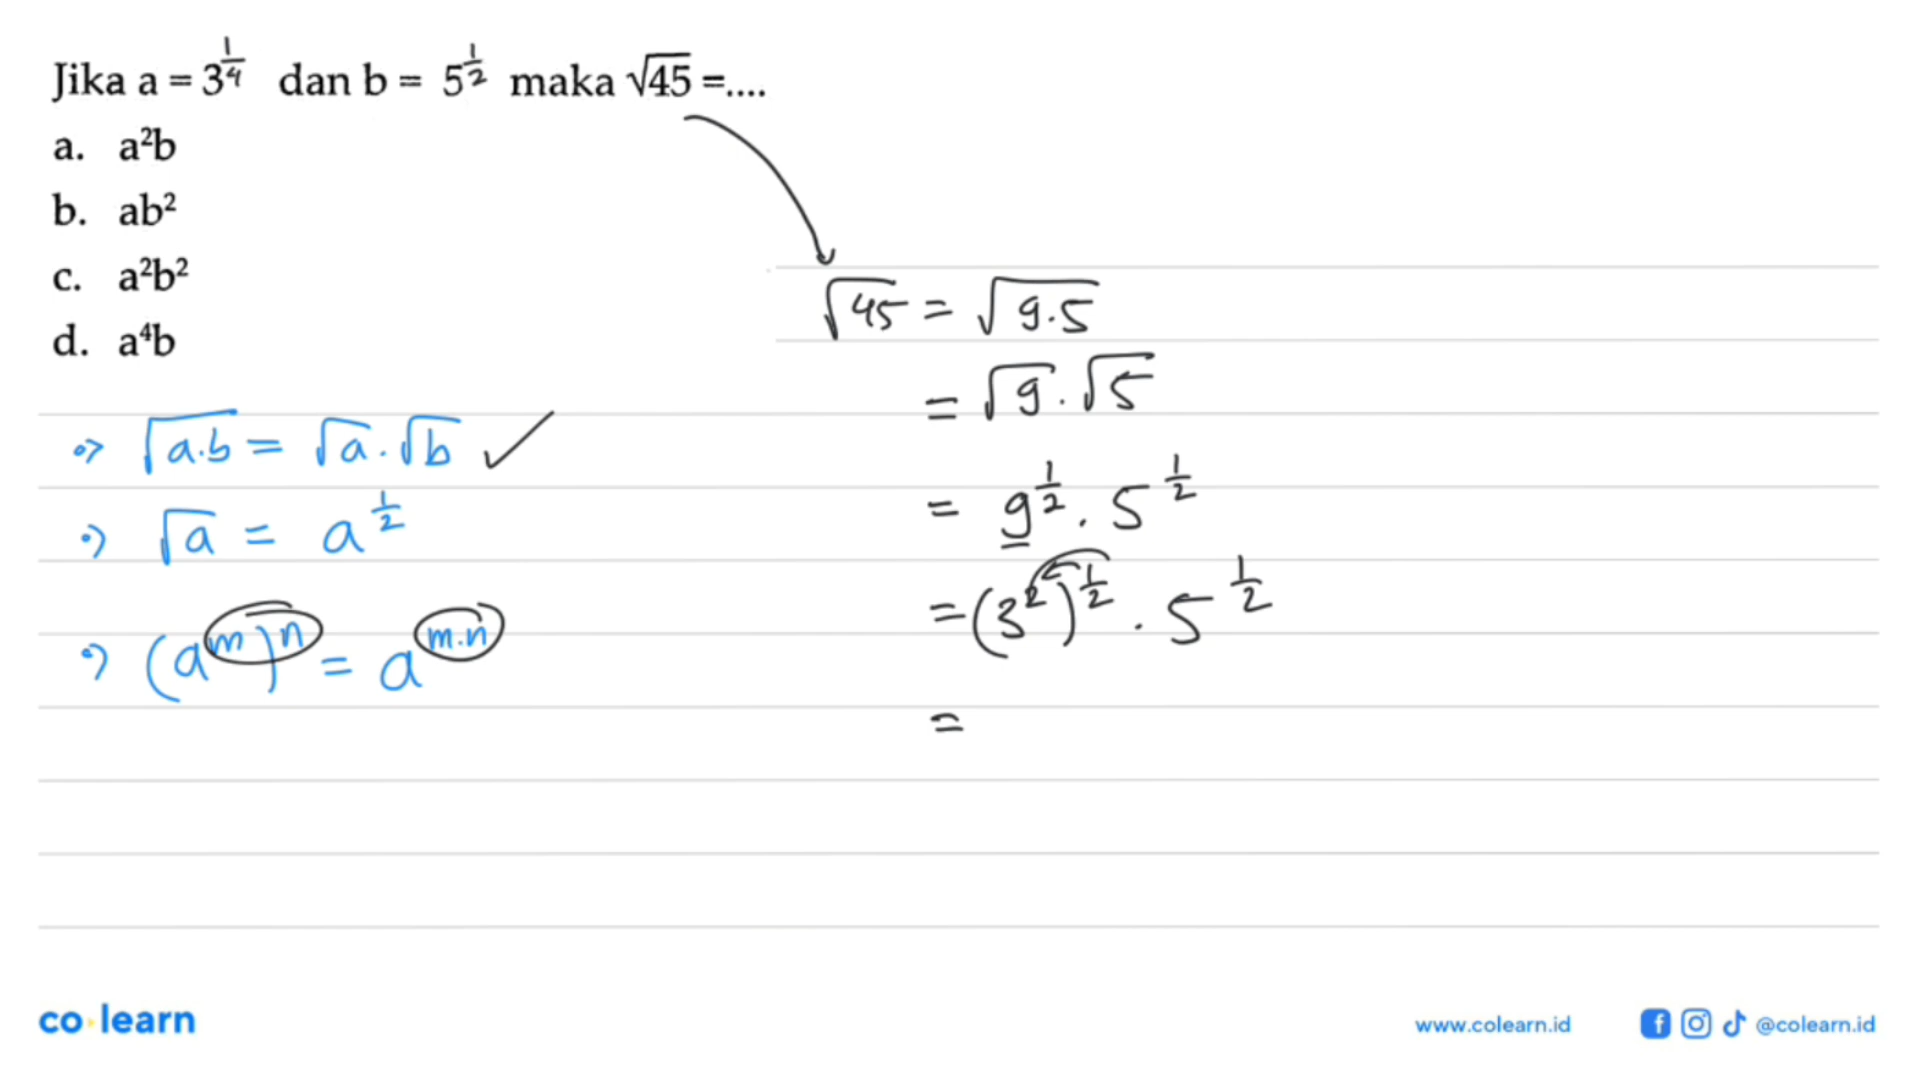 Jika a = 3^(1/4) dan b = 5^(1/2) maka √45 =....
a. a²b
b. ab²
c. a²b²
d. a⁴b
√45 = √9.5
= √9 . √5
= 9^(1/2) . 5^(1/2)
= (3²)^(1/2) . 5^(1/2)
=
√a.b = √a . √b ✓
√a = a^(1/2)
(a^m)^n = a^(m.n)
co learn
www.colearn.id
@colearn.id